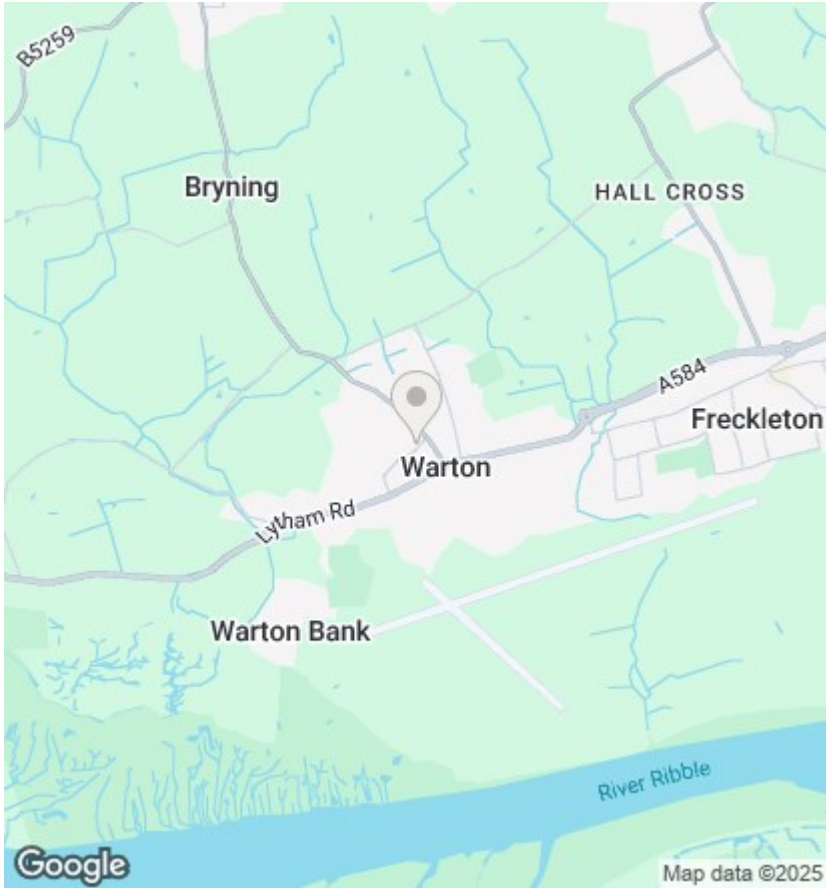 B5259
Bryning
HALL CROSS
A584
Freckleton
Warton
Lytham Rd
Warton Bank
River Ribble
Google
Map data ©2025